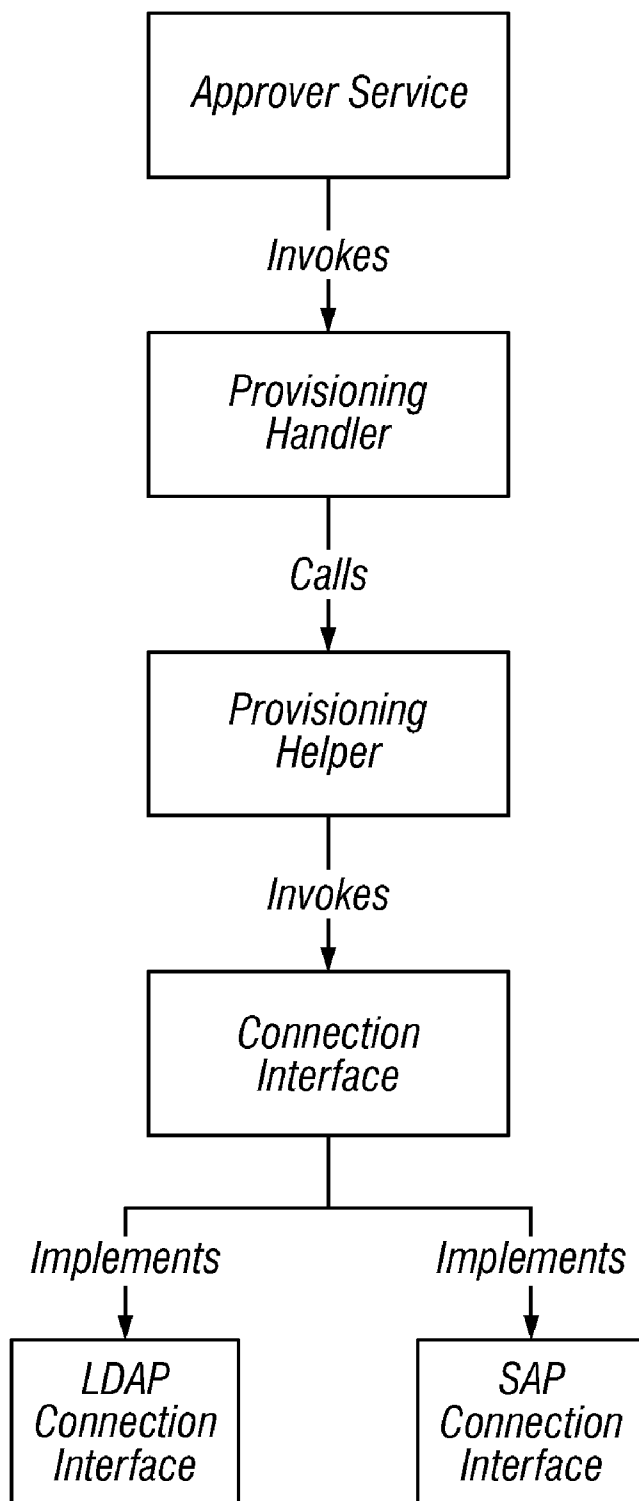 Approver Service
Invokes
Provisioning
Handler
Calls
Provisioning
Helper
Invokes
Connection
Interface
Implements
Implements
LDAP
Connection
Interface
SAP
Connection
Interface